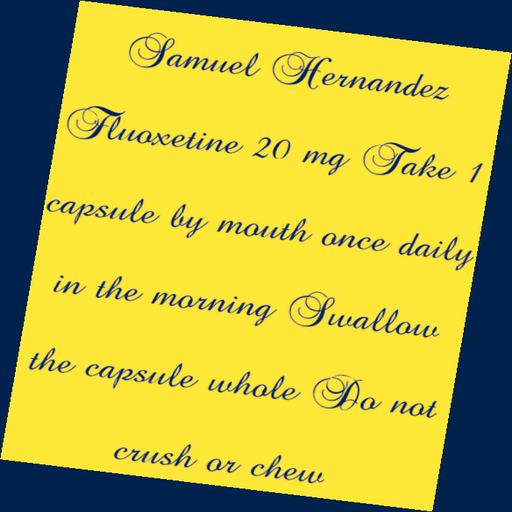 Samuel Hernandez
Fluoxetine 20 mg Take 1
capsule by mouth once daily
in the morning Swallow
the capsule whole Do not
crush or chew